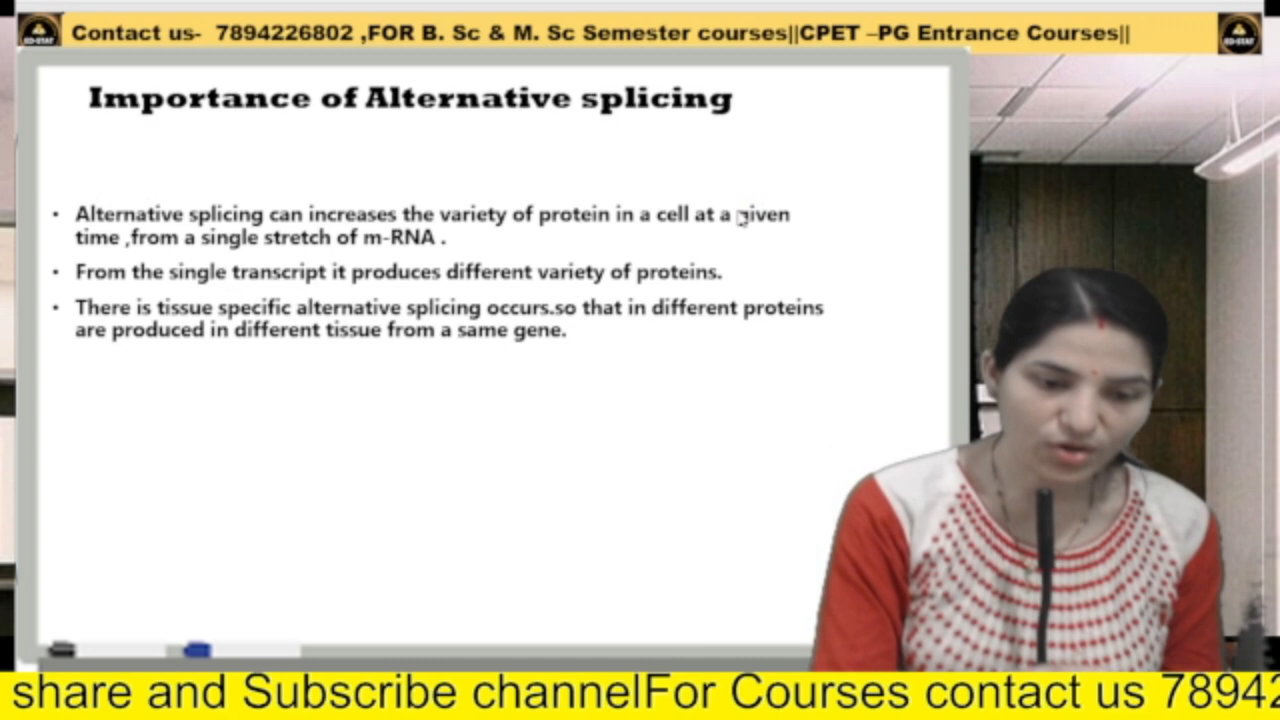 Contact us- 7894226802 ,FOR B. Sc & M. Sc Semester courses||CPET –PG Entrance Courses||
Importance of Alternative splicing
• Alternative splicing can increases the variety of protein in a cell at a given
time ,from a single stretch of m-RNA .
• From the single transcript it produces different variety of proteins.
• There is tissue specific alternative splicing occurs.so that in different proteins
are produced in different tissue from a same gene.
share and Subscribe channelFor Courses contact us 7894